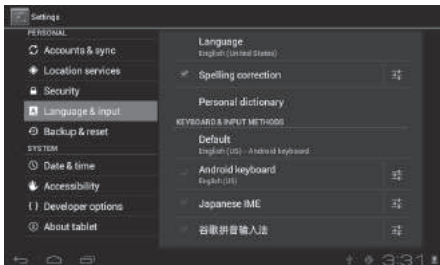 Settings
PERSONAL
Accounts & sync
Location services
Security
Language & input
Backup & reset
SYSTEM
Date & time
Accessibility
{ } Developer options
About tablet
Language
English (United States)
Spelling correction
Personal dictionary
KEYBOARD & INPUT METHODS
Default
English (US) - Android keyboard
Android keyboard
English (US)
Japanese IME
谷歌拼音输入法
3:31